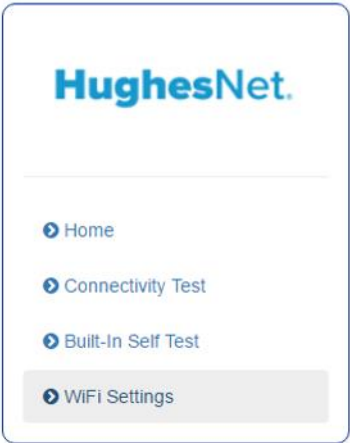 HughesNet.
Home
Connectivity Test
Built-In Self Test
WiFi Settings